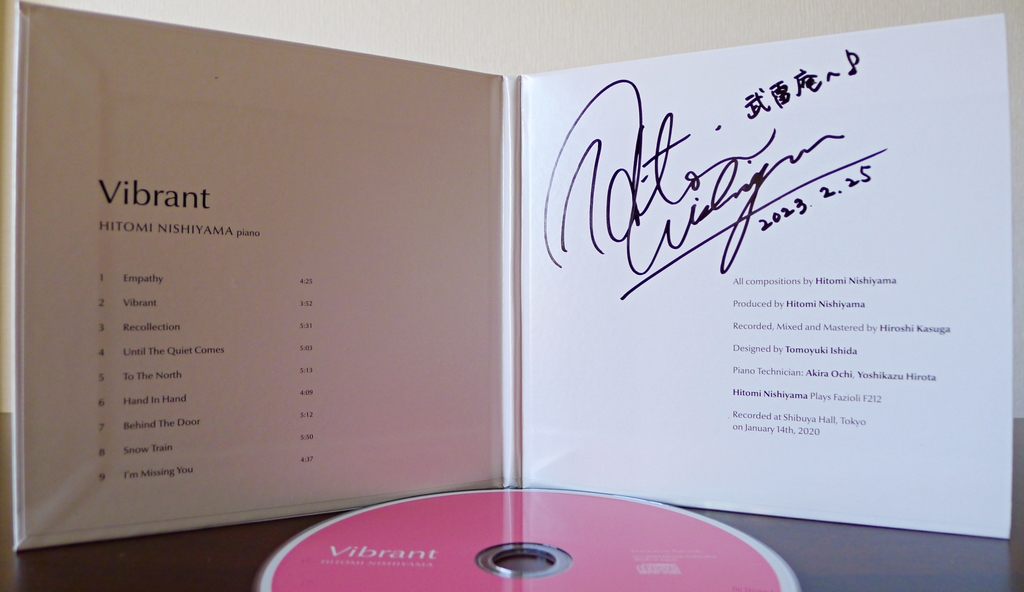 Vibrant
HITOMI NISHIYAMA piano
1 Empathy 4:25
2 Vibrant 3:52
3 Recollection 5:31
4 Until The Quiet Comes 5:03
5 To The North 5:13
6 Hand In Hand 4:09
7 Behind The Door 5:12
8 Snow Train 5:50
9 I'm Missing You 4:37
武雷庵へ♪
Hitomi
Nishiyama
2023.2.25
All compositions by Hitomi Nishiyama
Produced by Hitomi Nishiyama
Recorded, Mixed and Mastered by Hiroshi Kasuga
Designed by Tomoyuki Ishida
Piano Technician: Akira Ochi, Yoshikazu Hirota
Hitomi Nishiyama Plays Fazioli F212
Recorded at Shibuya Hall, Tokyo
on January 14th, 2020
Vibrant
HITOMI NISHIYAMA